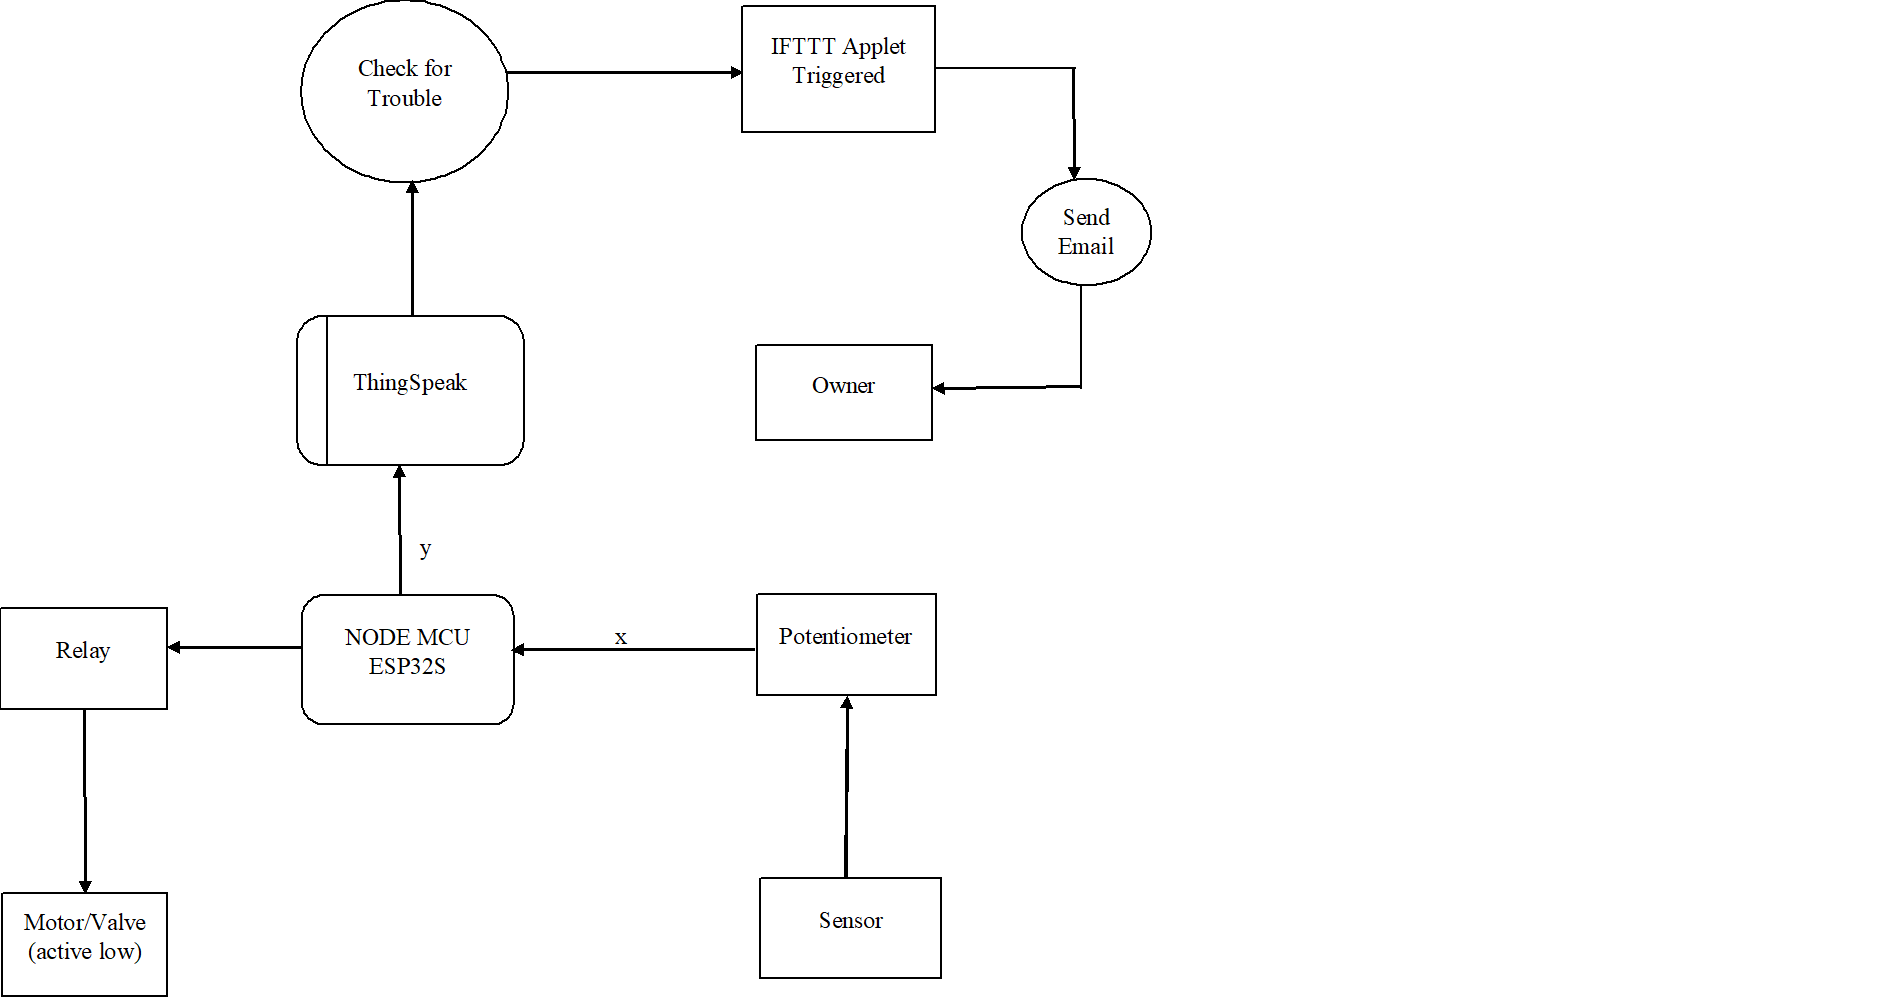 Check for
Trouble
IFTTT Applet
Triggered
Send
Email
ThingSpeak
Owner
y
Relay
NODE MCU
ESP32S
x
Potentiometer
Motor/Valve
(active low)
Sensor